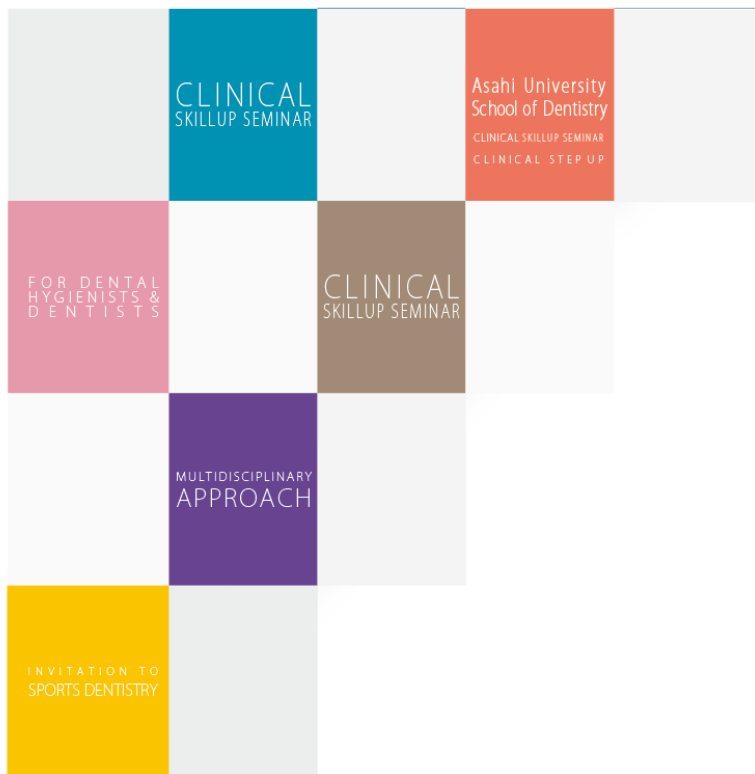 CLINICAL
SKILLUP SEMINAR
Asahi University
School of Dentistry
CLINICAL SKILLUP SEMINAR
CLINICAL STEP UP
FOR DENTAL
HYGIENISTS &
DENTISTS
CLINICAL
SKILLUP SEMINAR
MULTIDISCIPLINARY
APPROACH
INVITATION TO
SPORTS DENTISTRY